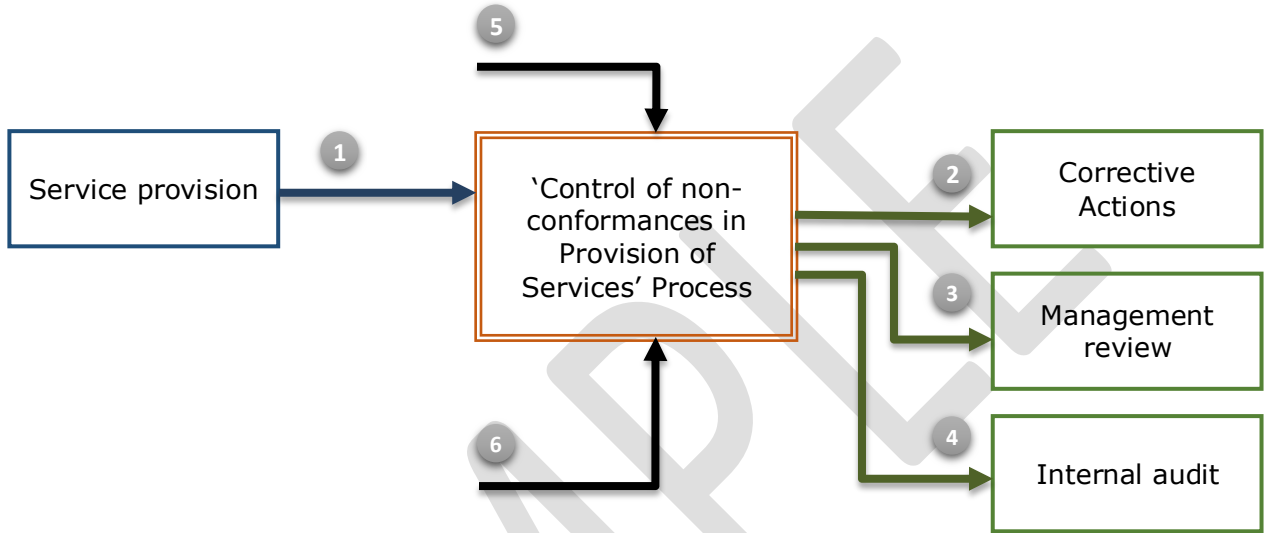 5
1
Service provision
‘Control of non-
conformances in
Provision of
Services’ Process
2
Corrective
Actions
3
Management
review
4
Internal audit
6
MPLE